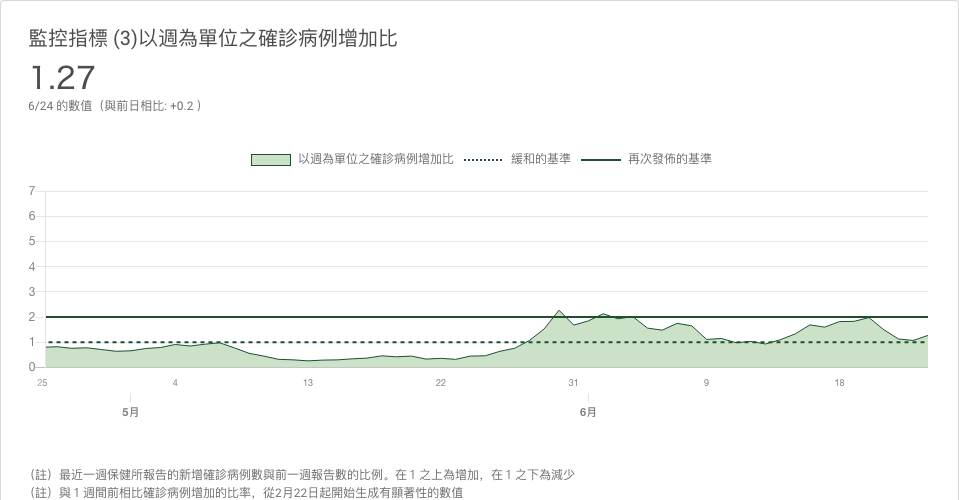 監控指標 (3)以週為單位之確診病例增加比
1.27
6/24 的數值（與前日相比: +0.2 ）
以週為單位之確診病例增加比 緩和的基準 再次發佈的基準
7
6
5
4
3
2
1
0
25 4 13 22 31 9 18
5月 6月
（註）最近一週保健所報告的新增確診病例數與前一週報告數的比例。在 1 之上為增加，在 1 之下為減少
（註）與 1 週間前相比確診病例增加的比率，從2月22日起開始生成有顯著性的數值